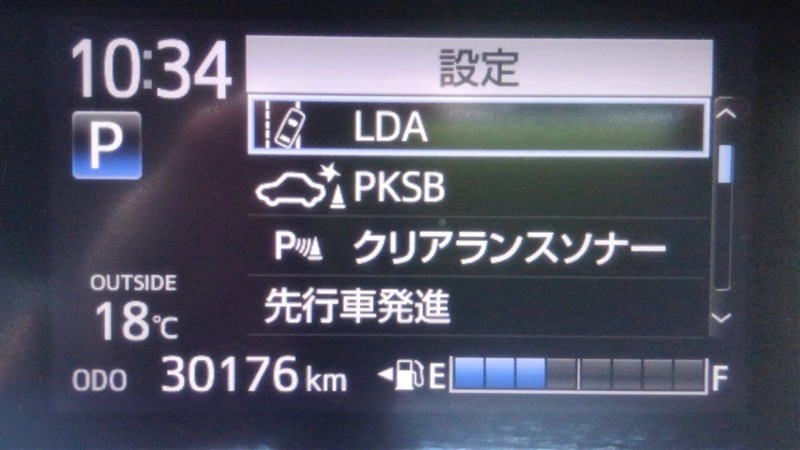 10:34
設定
P
LDA
PKSB
P クリアランスソナー
先行車発進
OUTSIDE
18℃
ODO 30176 km
E F